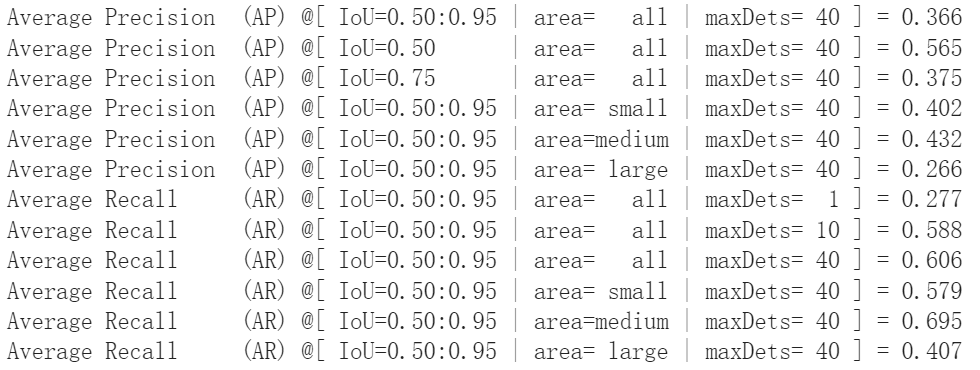 Average Precision  (AP) @[ IoU=0.50:0.95 | area=   all | maxDets= 40 ] = 0.366
Average Precision  (AP) @[ IoU=0.50      | area=   all | maxDets= 40 ] = 0.565
Average Precision  (AP) @[ IoU=0.75      | area=   all | maxDets= 40 ] = 0.375
Average Precision  (AP) @[ IoU=0.50:0.95 | area= small | maxDets= 40 ] = 0.402
Average Precision  (AP) @[ IoU=0.50:0.95 | area=medium | maxDets= 40 ] = 0.432
Average Precision  (AP) @[ IoU=0.50:0.95 | area= large | maxDets= 40 ] = 0.266
Average Recall     (AR) @[ IoU=0.50:0.95 | area=   all | maxDets=  1 ] = 0.277
Average Recall     (AR) @[ IoU=0.50:0.95 | area=   all | maxDets= 10 ] = 0.588
Average Recall     (AR) @[ IoU=0.50:0.95 | area=   all | maxDets= 40 ] = 0.606
Average Recall     (AR) @[ IoU=0.50:0.95 | area= small | maxDets= 40 ] = 0.579
Average Recall     (AR) @[ IoU=0.50:0.95 | area=medium | maxDets= 40 ] = 0.695
Average Recall     (AR) @[ IoU=0.50:0.95 | area= large | maxDets= 40 ] = 0.407